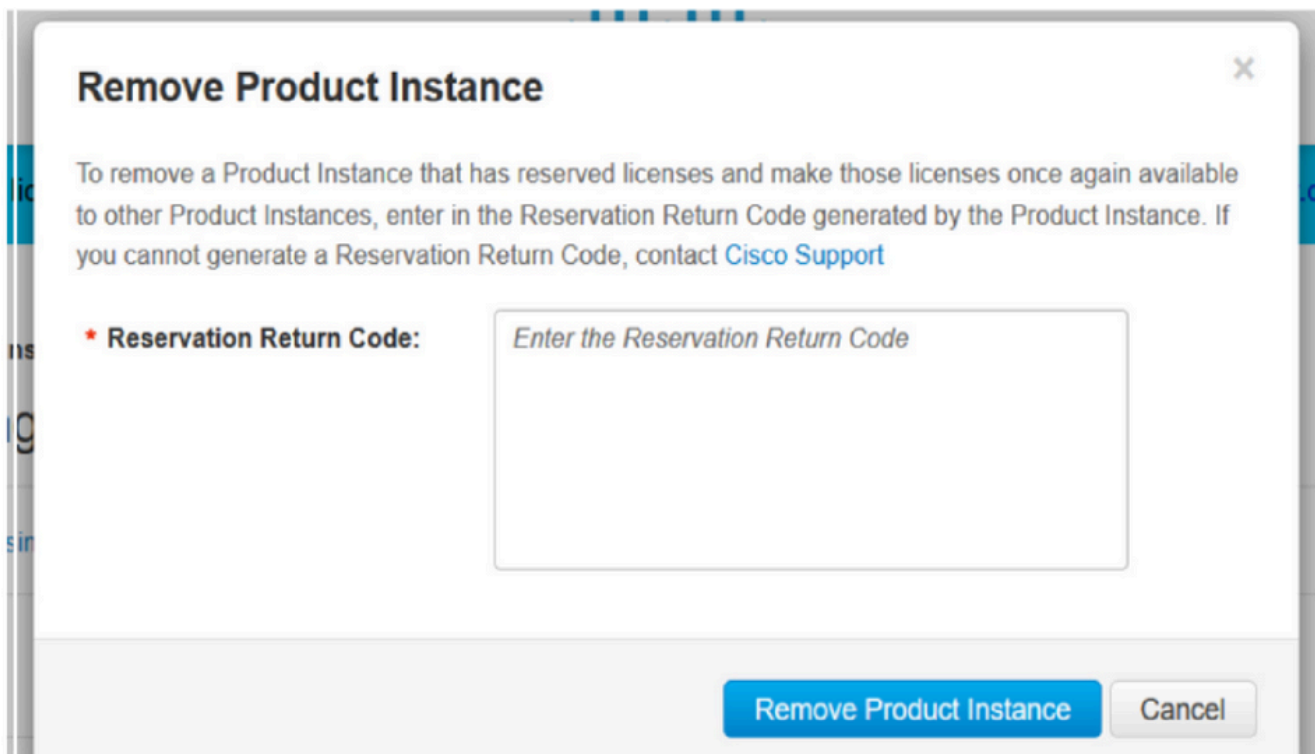 Remove Product Instance
×
To remove a Product Instance that has reserved licenses and make those licenses once again available
to other Product Instances, enter in the Reservation Return Code generated by the Product Instance. If
you cannot generate a Reservation Return Code, contact Cisco Support
* Reservation Return Code:
Enter the Reservation Return Code
Remove Product Instance
Cancel